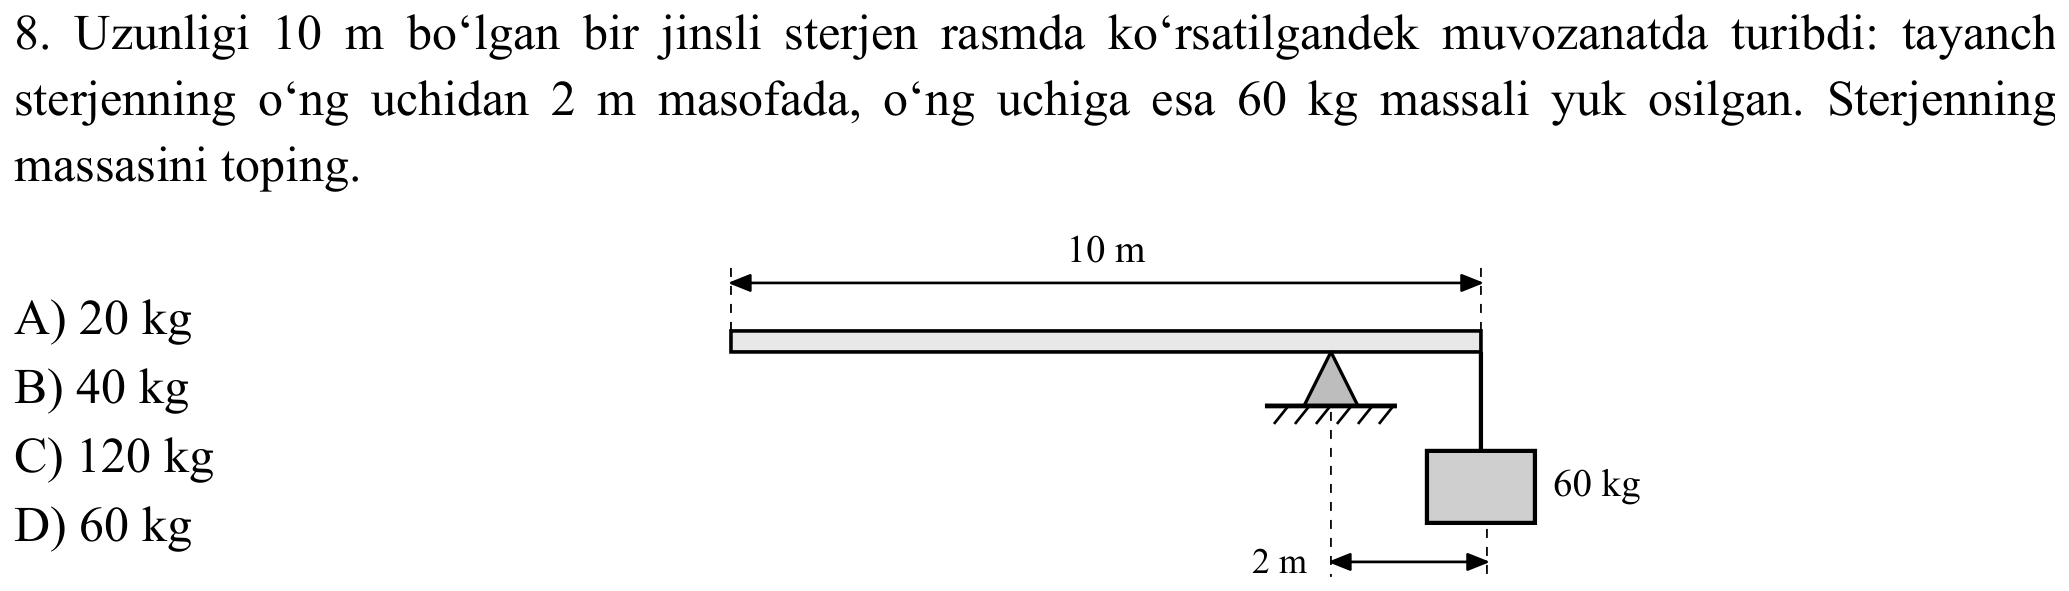 8. Uzunligi 10 m bo‘lgan bir jinsli sterjen rasmda ko‘rsatilgandek muvozanatda turibdi: tayanch
sterjenning o‘ng uchidan 2 m masofada, o‘ng uchiga esa 60 kg massali yuk osilgan. Sterjenning
massasini toping.
10 m
A) 20 kg
B) 40 kg
C) 120 kg
D) 60 kg
60 kg
2 m